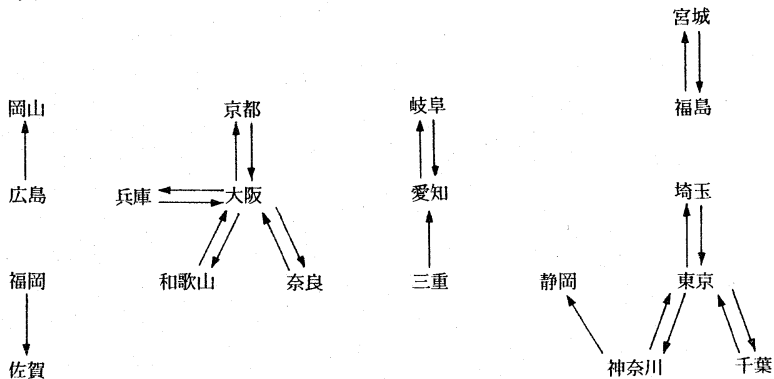 宮城
岡山 京都 岐阜 福島
広島 兵庫 大阪 愛知 埼玉
福岡 和歌山 奈良 三重 静岡 東京
佐賀 神奈川 千葉